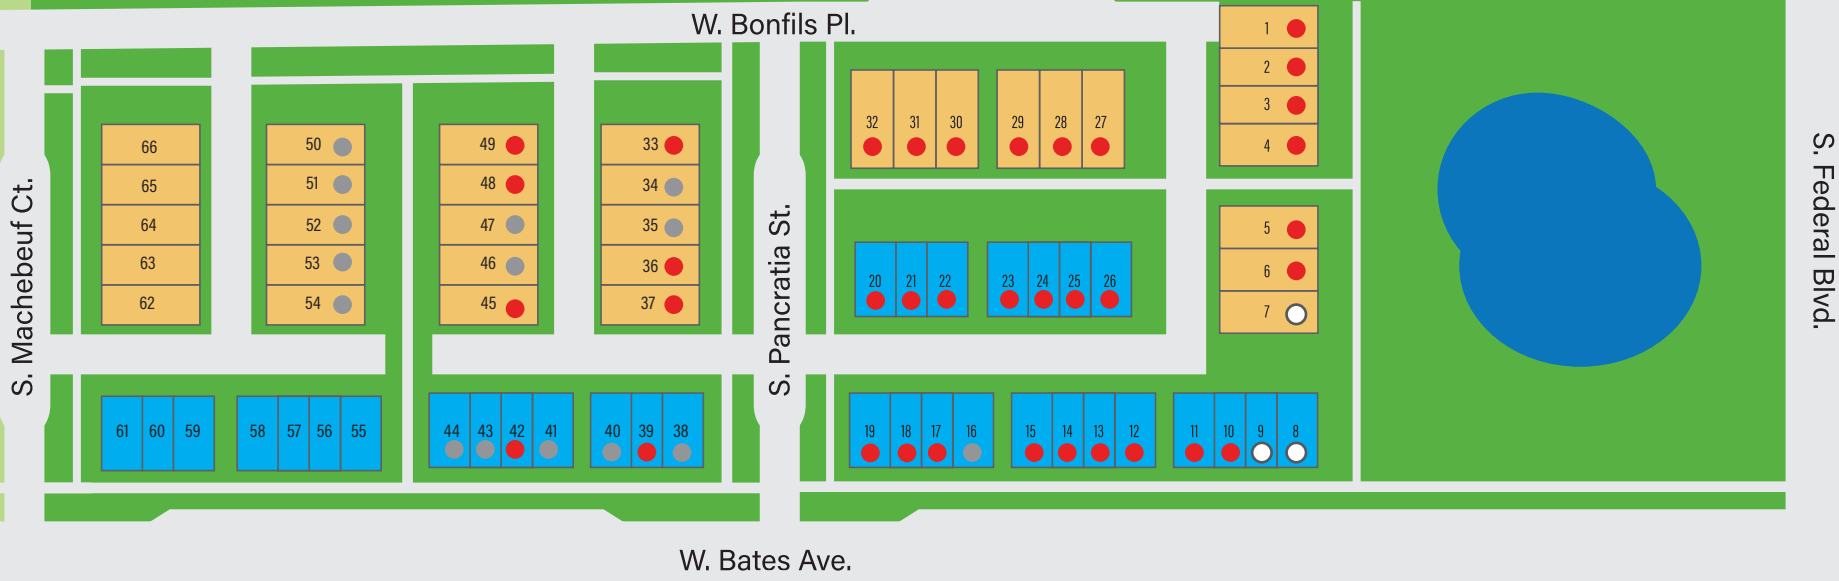 W. Bonfils Pl.
1
2
3
4
32 31 30 29 28 27
66 50 49 33
65 51 48 34
64 52 47 35
63 53 46 36
62 54 45 37
5
6
7
20 21 22 23 24 25 26
S. Machebeuf Ct.
S. Pancratia St.
S. Federal Blvd.
61 60 59 58 57 56 55 44 43 42 41 40 39 38 19 18 17 16 15 14 13 12 11 10 9 8
W. Bates Ave.